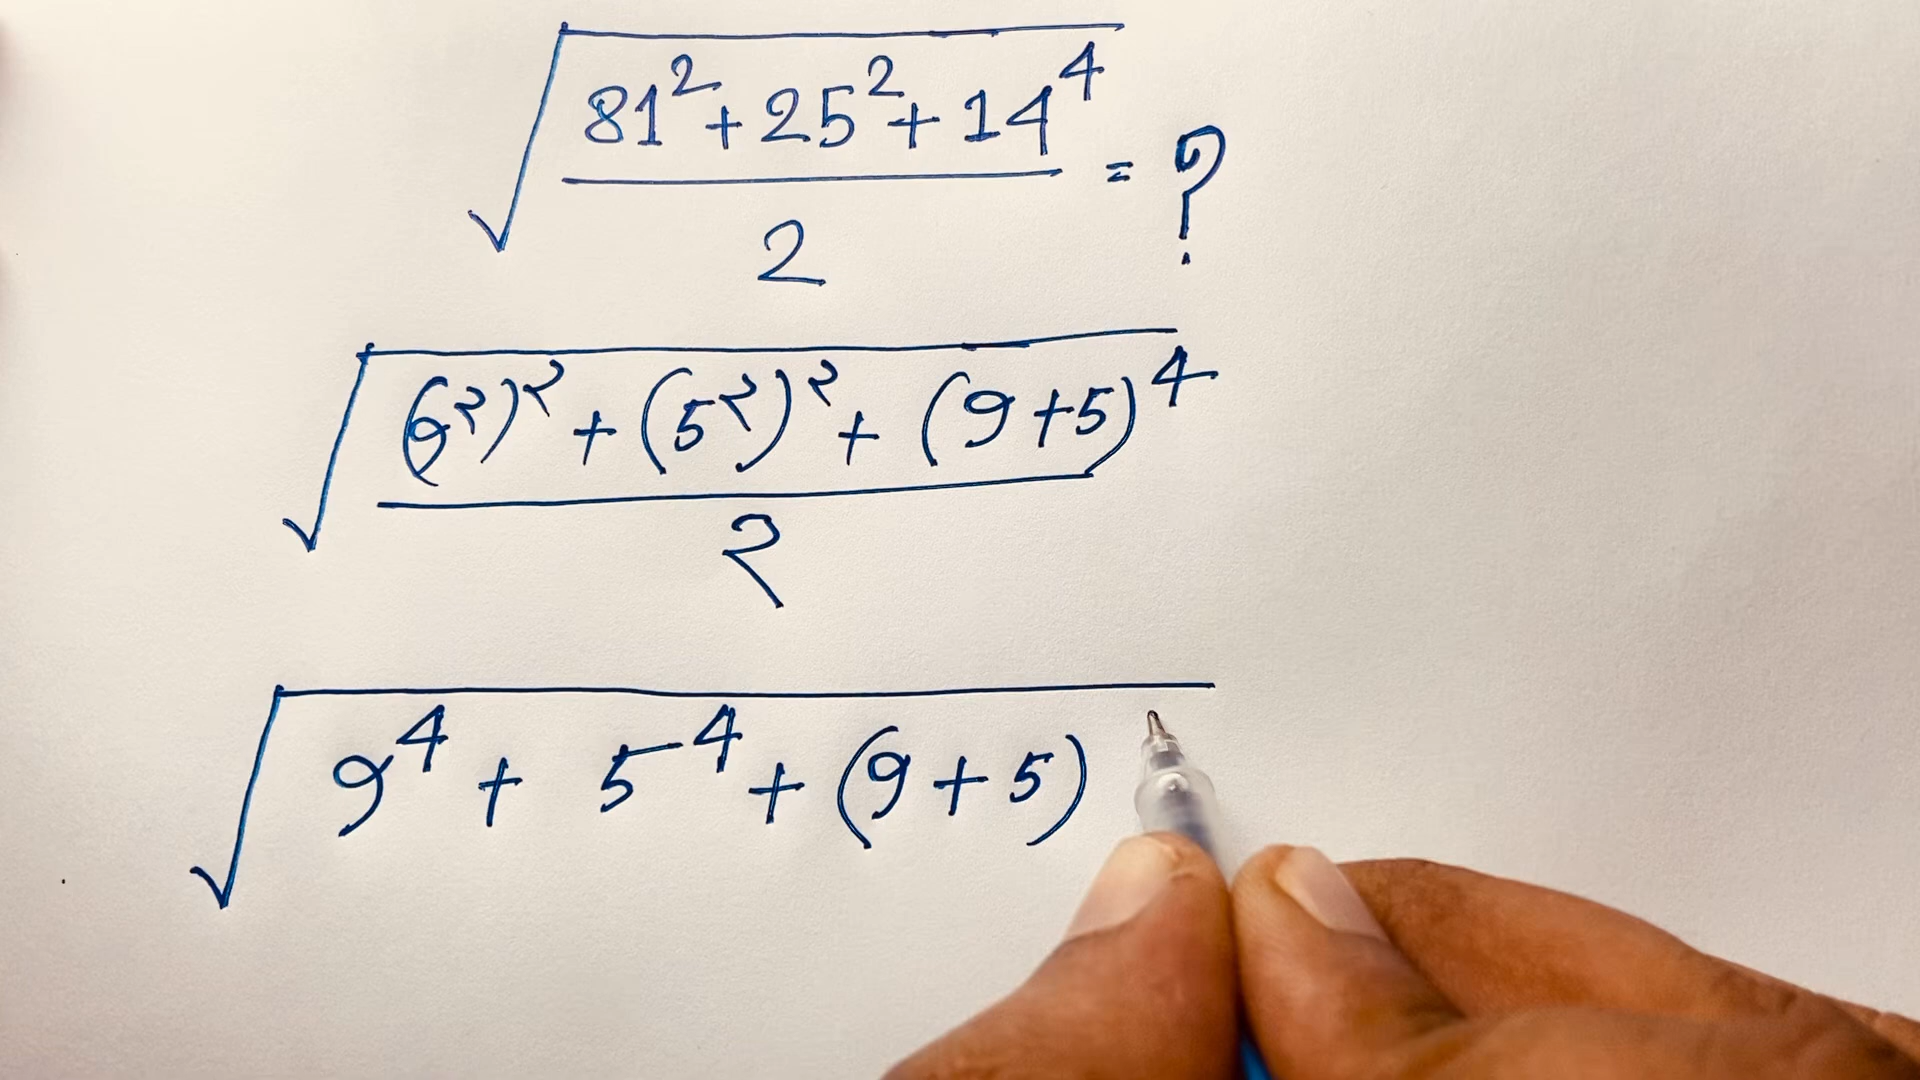 √((81² + 25² + 14⁴)/2) = ?
√(((9²)² + (5²)² + (9+5)⁴)/2)
√(9⁴ + 5⁴ + (9+5))